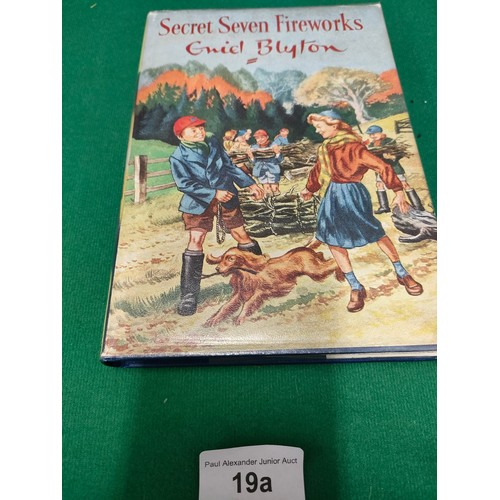 Secret Seven Fireworks
Enid Blyton
Paul Alexander Junior Auct
19a